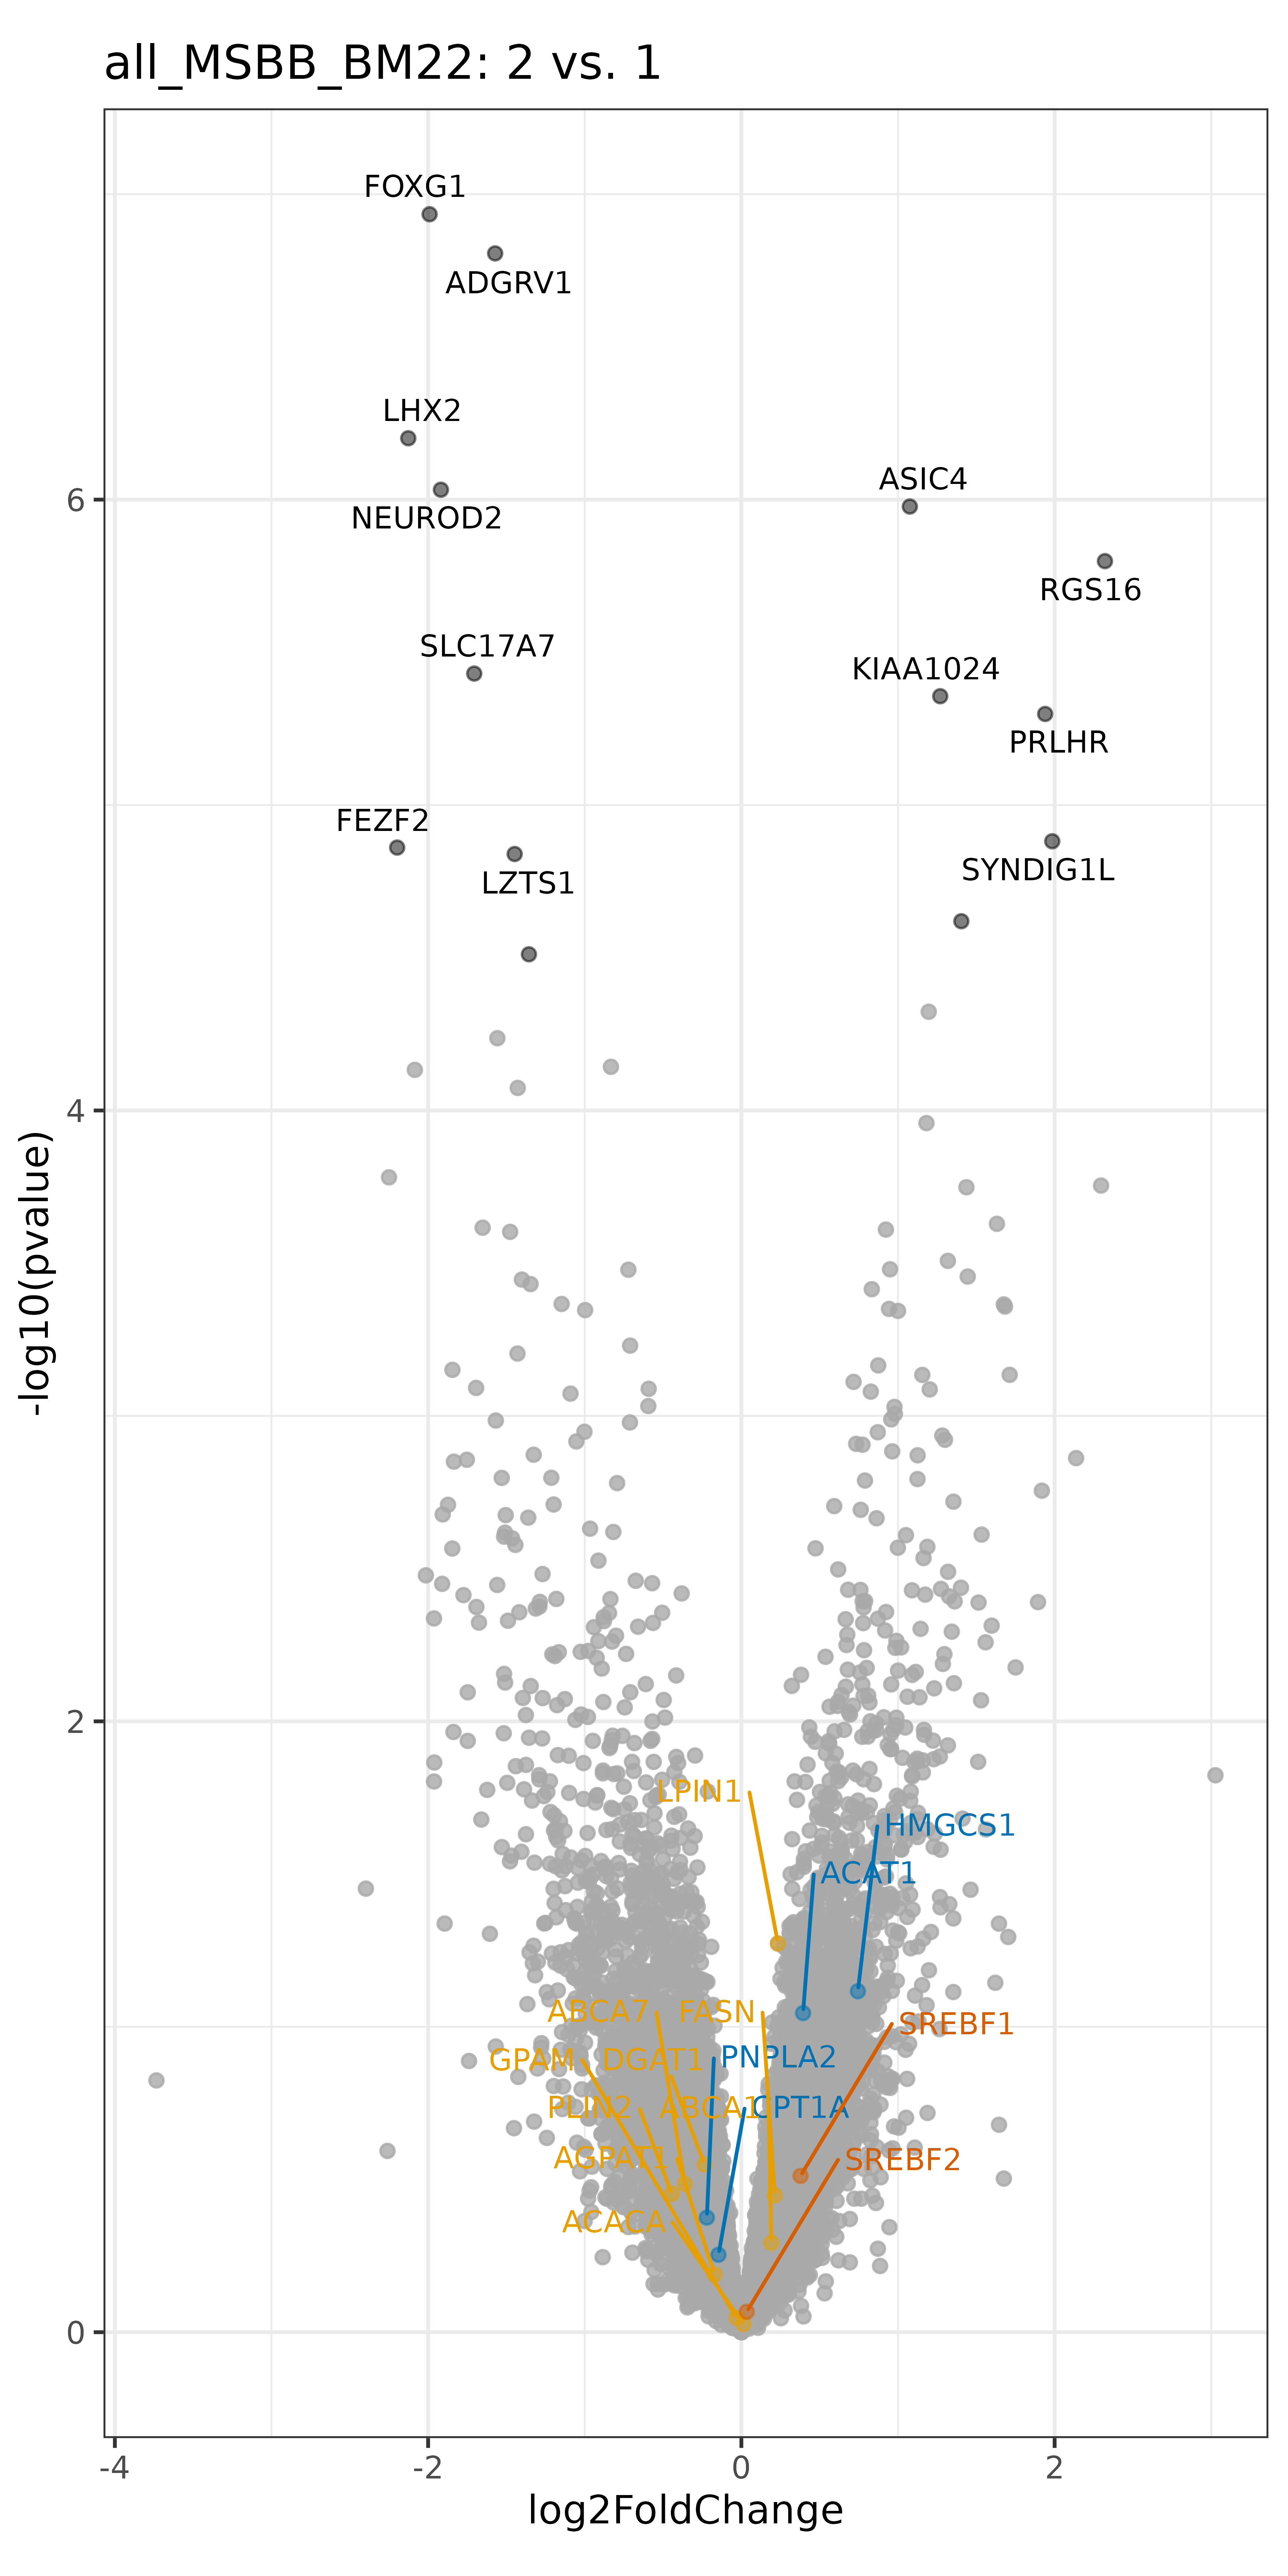 all_MSBB_BM22: 2 vs. 1
FOXG1
ADGRV1
LHX2
ASIC4
6
NEUROD2
RGS16
SLC17A7
KIAA1024
PRLHR
FEZF2
SYNDIG1L
LZTS1
4
-log10(pvalue)
2
LPIN1
HMGCS1
ACAT1
ABCA7
FASN
SREBF1
GPAM
DGAT1
PNPLA2
PLIN2
ABCA1
CPT1A
AGPAT1
SREBF2
ACACA
0
-4
-2
0
2
log2FoldChange